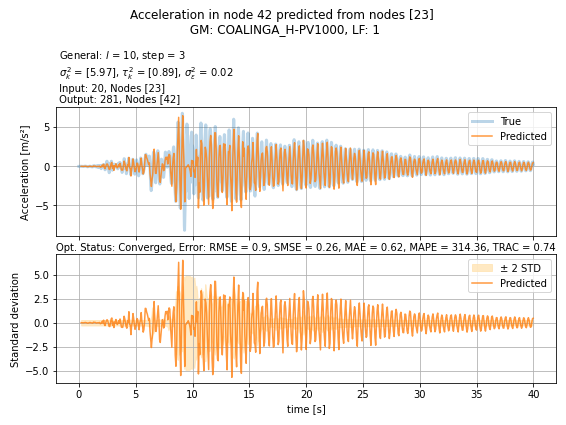 Acceleration in node 42 predicted from nodes [23]
GM: COALINGA_H-PV1000, LF: 1
General: l = 10, step = 3
σ²ₖ = [5.97], τ²ₖ = [0.89], σ²ε = 0.02
Input: 20, Nodes [23]
Output: 281, Nodes [42]
Acceleration [m/s²]
5
0
−5
True
Predicted
Opt. Status: Converged, Error: RMSE = 0.9, SMSE = 0.26, MAE = 0.62, MAPE = 314.36, TRAC = 0.74
Standard deviation
5.0
2.5
0.0
−2.5
−5.0
± 2 STD
Predicted
0 5 10 15 20 25 30 35 40
time [s]